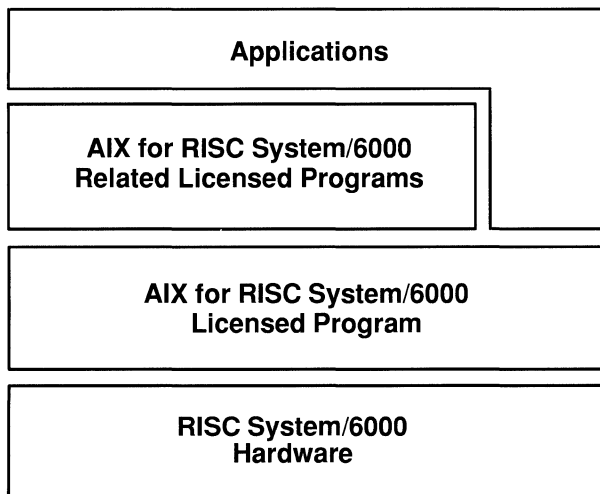 Applications
AIX for RISC System/6000
Related Licensed Programs
AIX for RISC System/6000
Licensed Program
RISC System/6000
Hardware